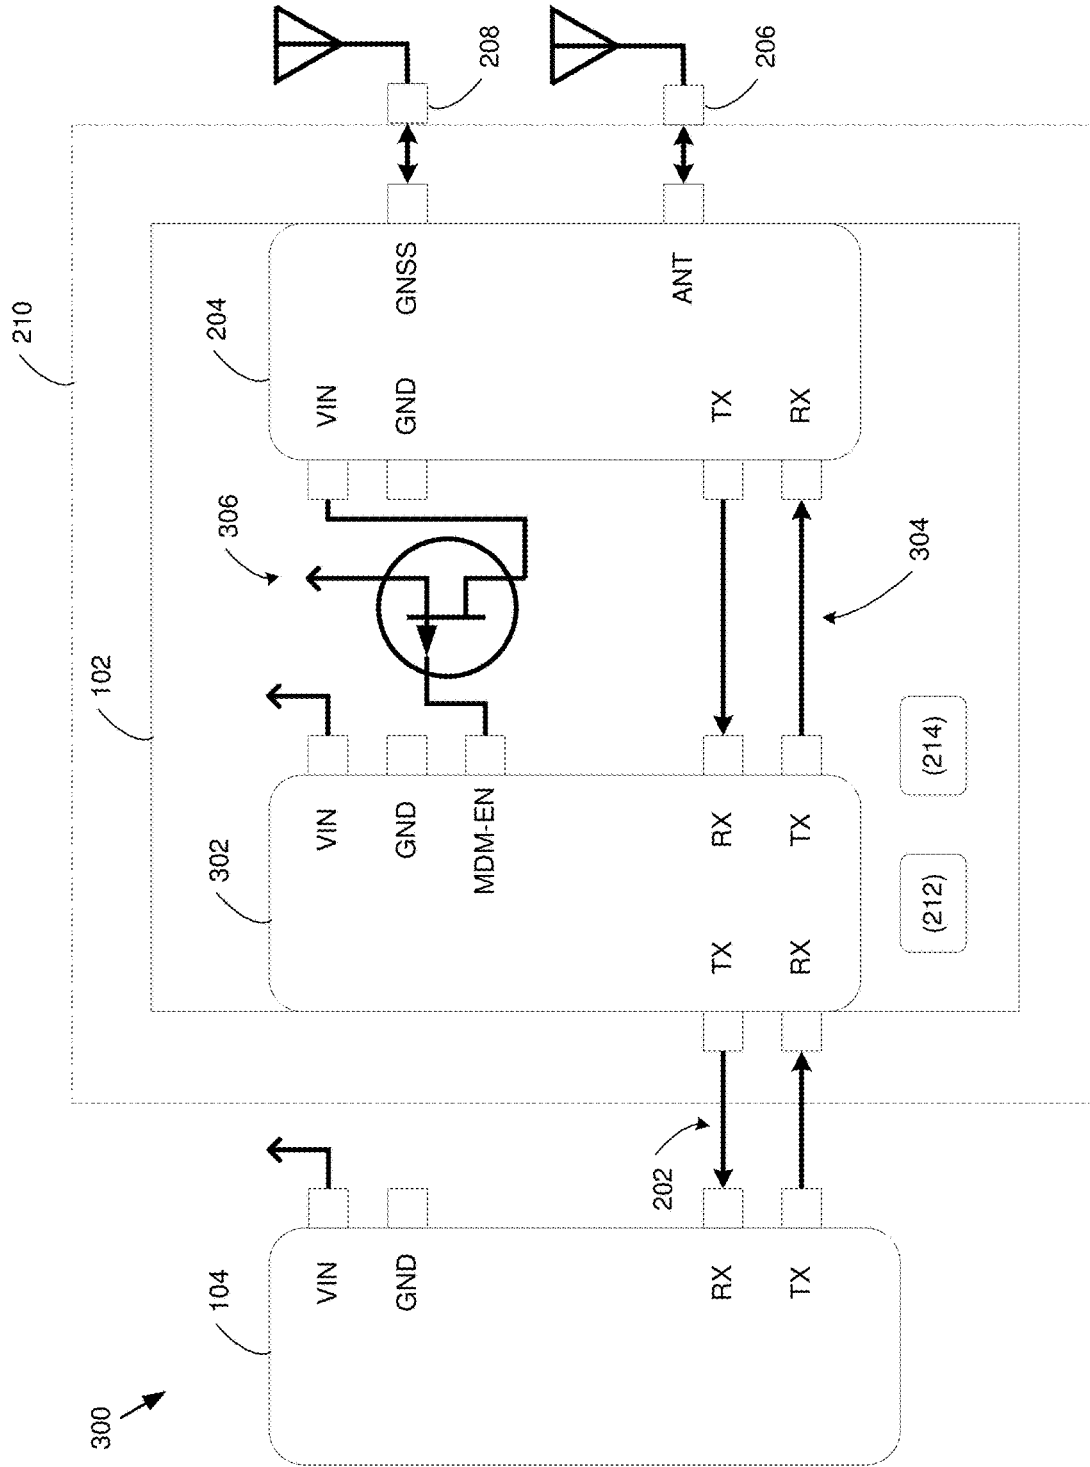 210
300 102
104 302 306 204
VIN VIN VIN
GND GND GND GNSS
MDM-EN 208
202 ANT
RX TX RX TX
206
TX RX TX RX
304
(212) (214)